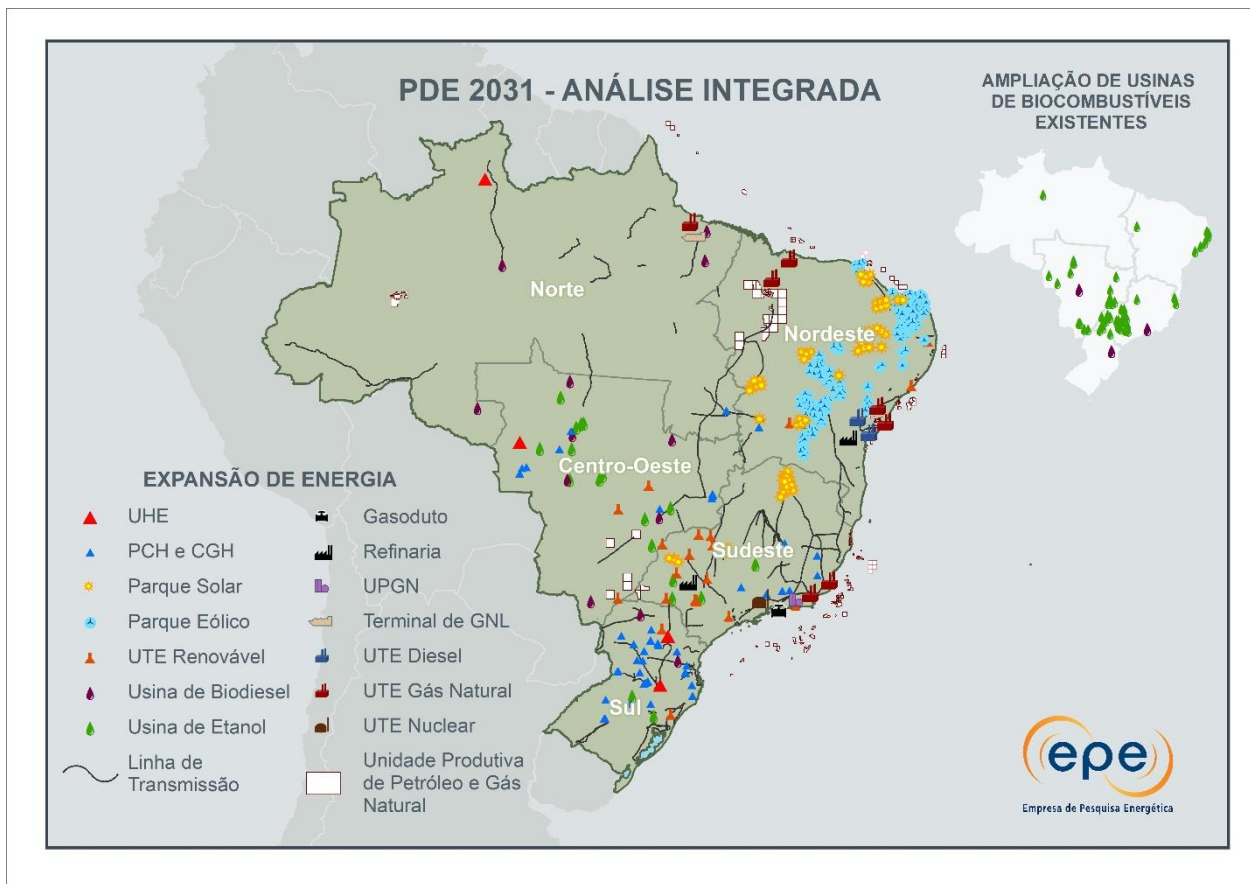 PDE 2031 - ANÁLISE INTEGRADA
AMPLIAÇÃO DE USINAS
DE BIOCOMBUSTÍVEIS
EXISTENTES
Norte
Nordeste
Centro-Oeste
Sudeste
Sul
EXPANSÃO DE ENERGIA
UHE
PCH e CGH
Parque Solar
Parque Eólico
UTE Renovável
Usina de Biodiesel
Usina de Etanol
Linha de
Transmissão
Gasoduto
Refinaria
UPGN
Terminal de GNL
UTE Diesel
UTE Gás Natural
UTE Nuclear
Unidade Produtiva
de Petróleo e Gás
Natural
epe
Empresa de Pesquisa Energética